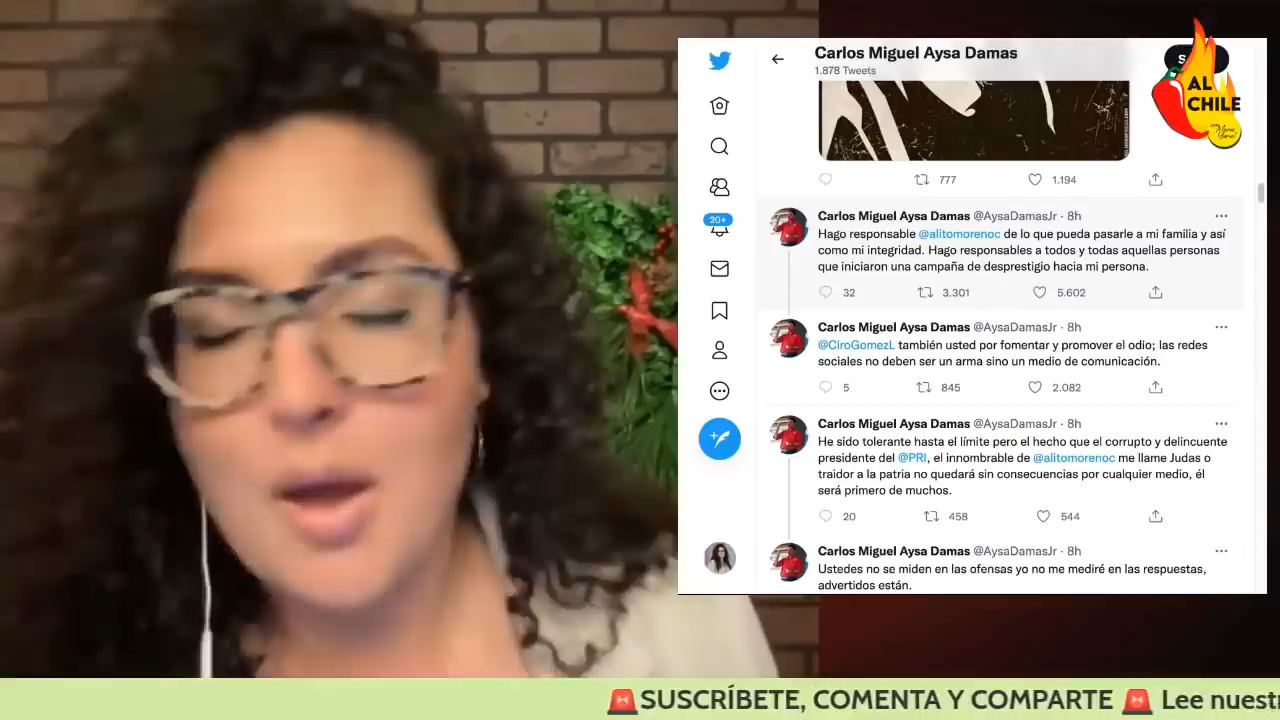 Carlos Miguel Aysa Damas
1.878 Tweets
AL
CHILE
777
1.194
20+
Carlos Miguel Aysa Damas @AysaDamasJr · 8h
Hago responsable @alitomorenoc de lo que pueda pasarle a mi familia y así
como mi integridad. Hago responsables a todos y todas aquellas personas
que iniciaron una campaña de desprestigio hacia mi persona.
32
3.301
5.602
Carlos Miguel Aysa Damas @AysaDamasJr · 8h
@CiroGomezL también usted por fomentar y promover el odio; las redes
sociales no deben ser un arma sino un medio de comunicación.
5
845
2.082
Carlos Miguel Aysa Damas @AysaDamasJr · 8h
He sido tolerante hasta el límite pero el hecho que el corrupto y delincuente
presidente del @PRI, el innombrable de @alitomorenoc me llame Judas o
traidor a la patria no quedará sin consecuencias por cualquier medio, él
será primero de muchos.
20
458
544
Carlos Miguel Aysa Damas @AysaDamasJr · 8h
Ustedes no se miden en las ofensas yo no me mediré en las respuestas,
advertidos están.
SUSCRÍBETE, COMENTA Y COMPARTE Lee nuestr